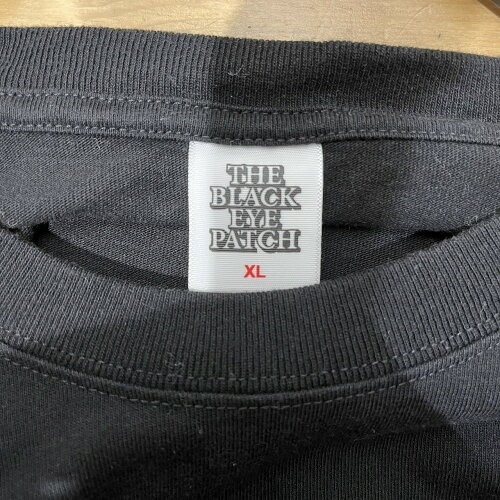 THE
BLACK
EYE
PATCH
XL